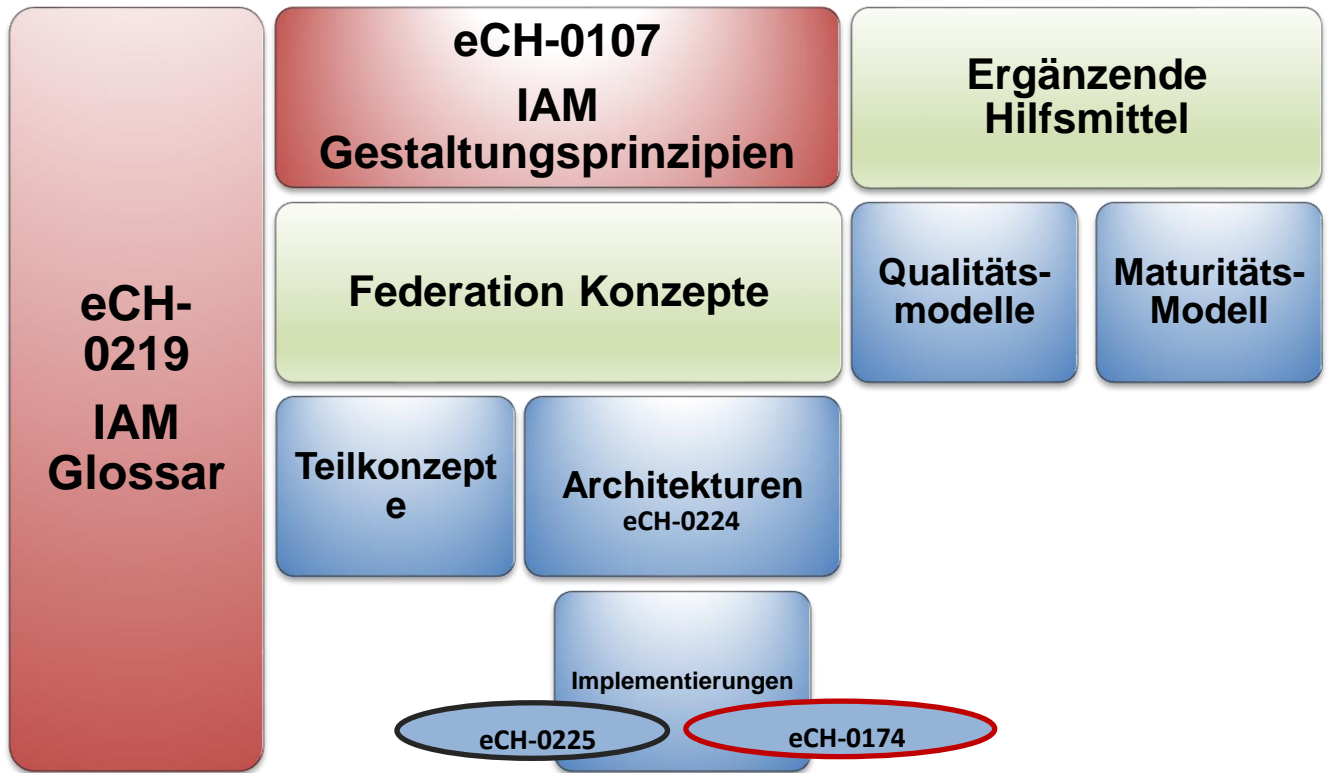 eCH-
0219
IAM
Glossar
eCH-0107
IAM
Gestaltungsprinzipien
Ergänzende
Hilfsmittel
Federation Konzepte
Qualitäts-
modelle
Maturitäts-
Modell
Teilkonzept
e
Architekturen
eCH-0224
Implementierungen
eCH-0225
eCH-0174